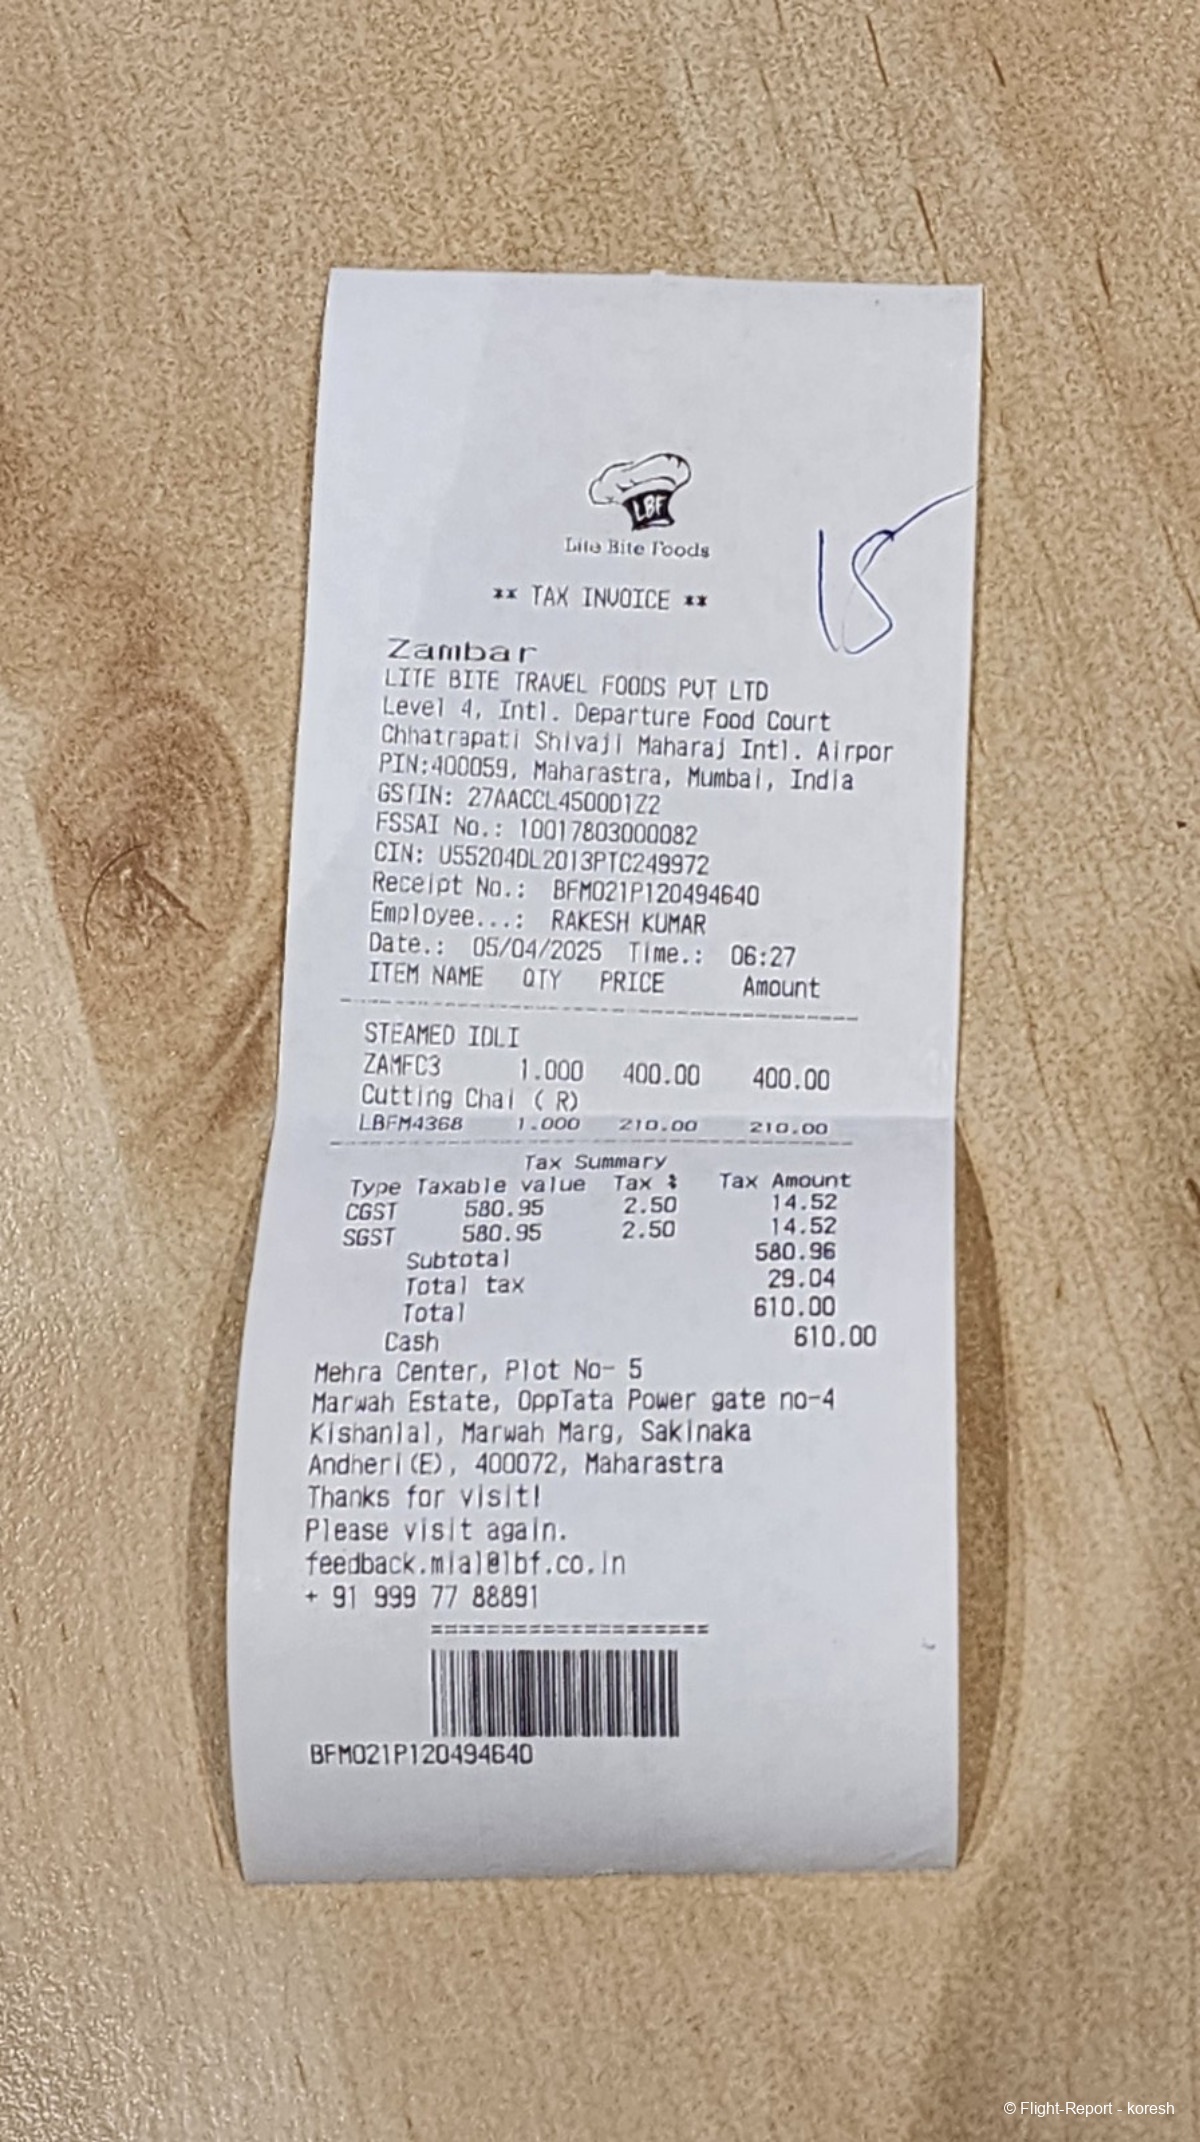 LBF
Lite Bite Foods
15
** TAX INVOICE **
Zambar
LITE BITE TRAVEL FOODS PVT LTD
Level 4, Intl. Departure Food Court
Chhatrapati Shivaji Maharaj Intl. Airpor
PIN:400059, Maharastra, Mumbai, India
GSTIN: 27AACCL4500D1Z2
FSSAI No.: 10017803000082
CIN: U55204DL2013PTC249972
Receipt No.: BFM021P120494640
Employee...: RAKESH KUMAR
Date.: 05/04/2025 Time.: 06:27
ITEM NAME QTY PRICE Amount
STEAMED IDLI
ZAMFC3 1.000 400.00 400.00
Cutting Chai ( R)
LBFM4368 1.000 210.00 210.00
Tax Summary
Type Taxable value Tax % Tax Amount
CGST 580.95 2.50 14.52
SGST 580.95 2.50 14.52
Subtotal 580.96
Total tax 29.04
Total 610.00
Cash 610.00
Mehra Center, Plot No- 5
Marwah Estate, OppTata Power gate no-4
Kishanlal, Marwah Marg, Sakinaka
Andheri(E), 400072, Maharastra
Thanks for visit!
Please visit again.
feedback.mial@lbf.co.in
+ 91 999 77 88891
====================
BFM021P120494640
© Flight-Report - koresh